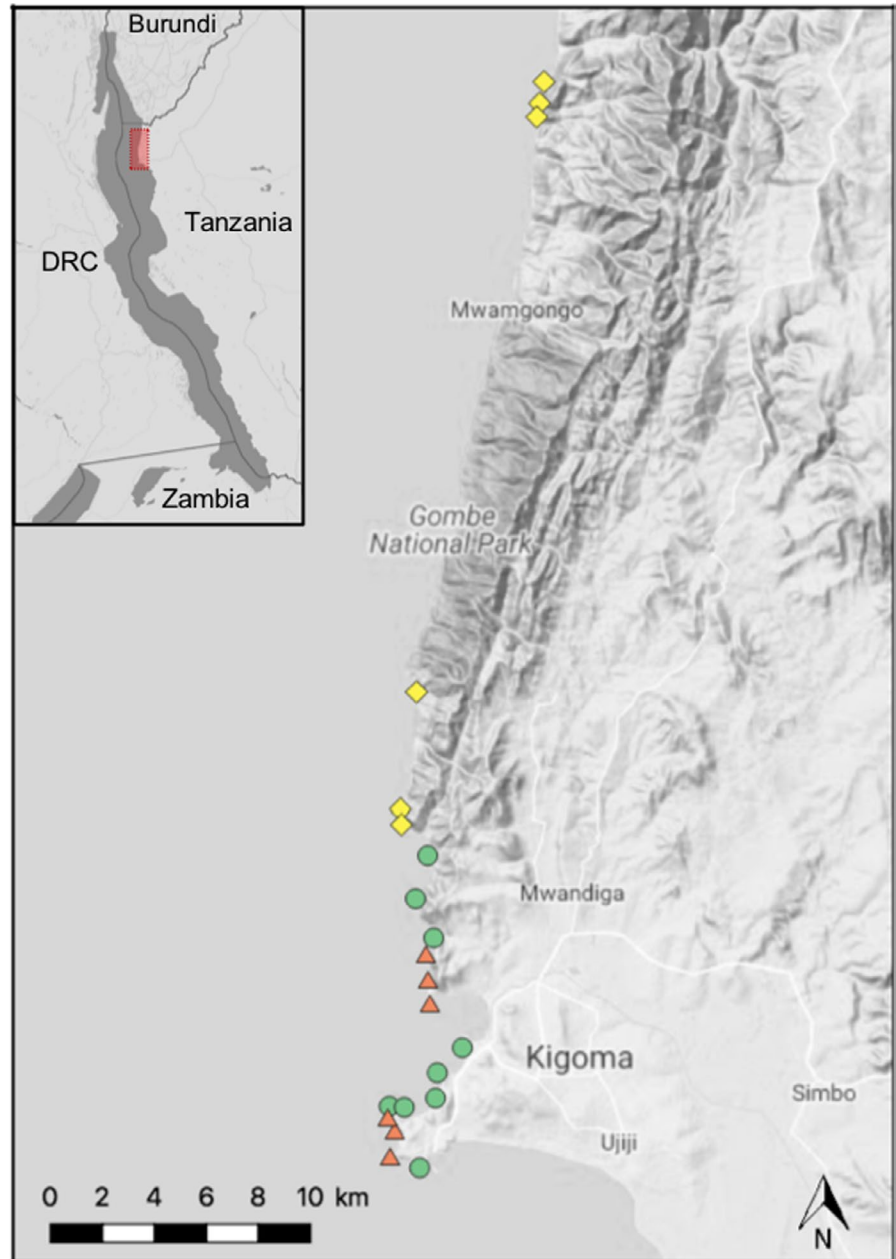 Burundi
Tanzania
DRC
Zambia
Mwamgongo
Gombe
National Park
Mwandiga
Kigoma
Simbo
Ujiji
0 2 4 6 8 10 km
N